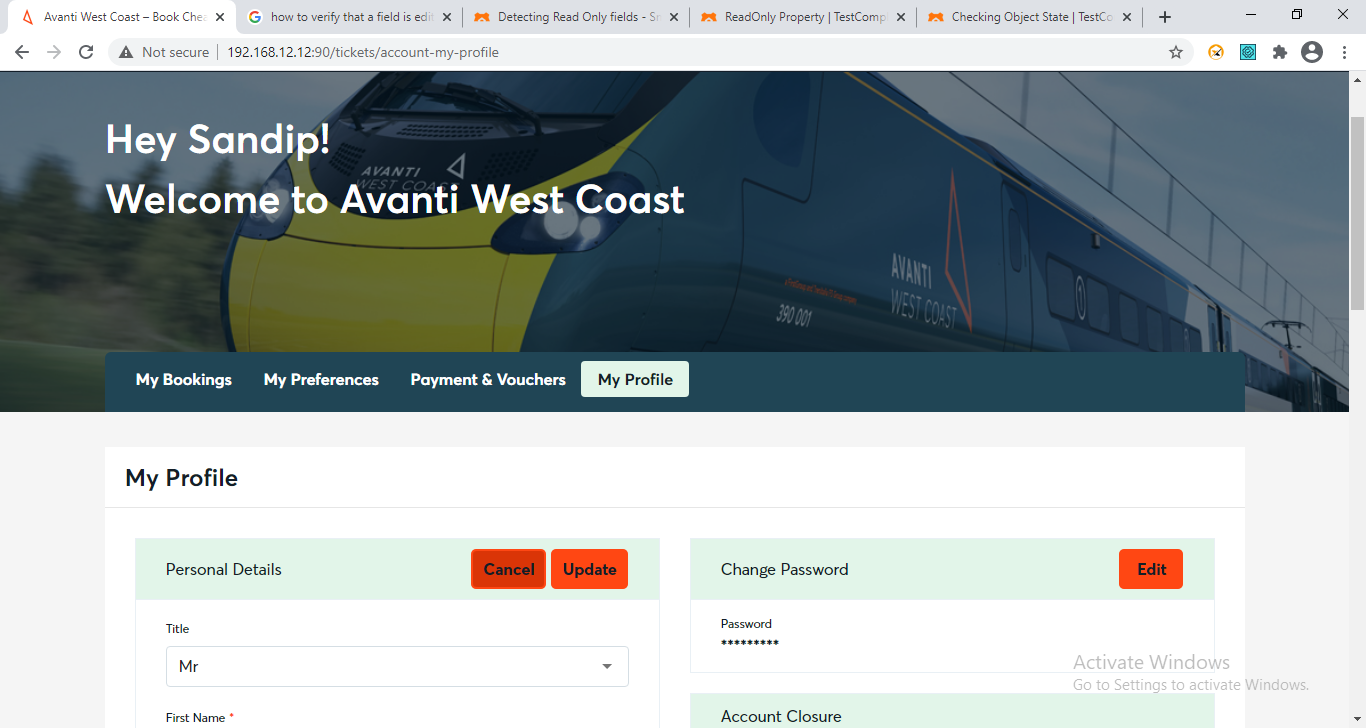 Avanti West Coast – Book Chea
how to verify that a field is edit
Detecting Read Only fields - Sm
ReadOnly Property | TestComp
Checking Object State | TestCo
Not secure
192.168.12.12:90/tickets/account-my-profile
Hey Sandip!
Welcome to Avanti West Coast
AVANTI
WEST COAST
AVANTI
WEST COAST
390 001
My Bookings
My Preferences
Payment & Vouchers
My Profile
My Profile
Personal Details
Cancel
Update
Change Password
Edit
Title
Mr
First Name *
Password
*********
Account Closure
Activate Windows
Go to Settings to activate Windows.